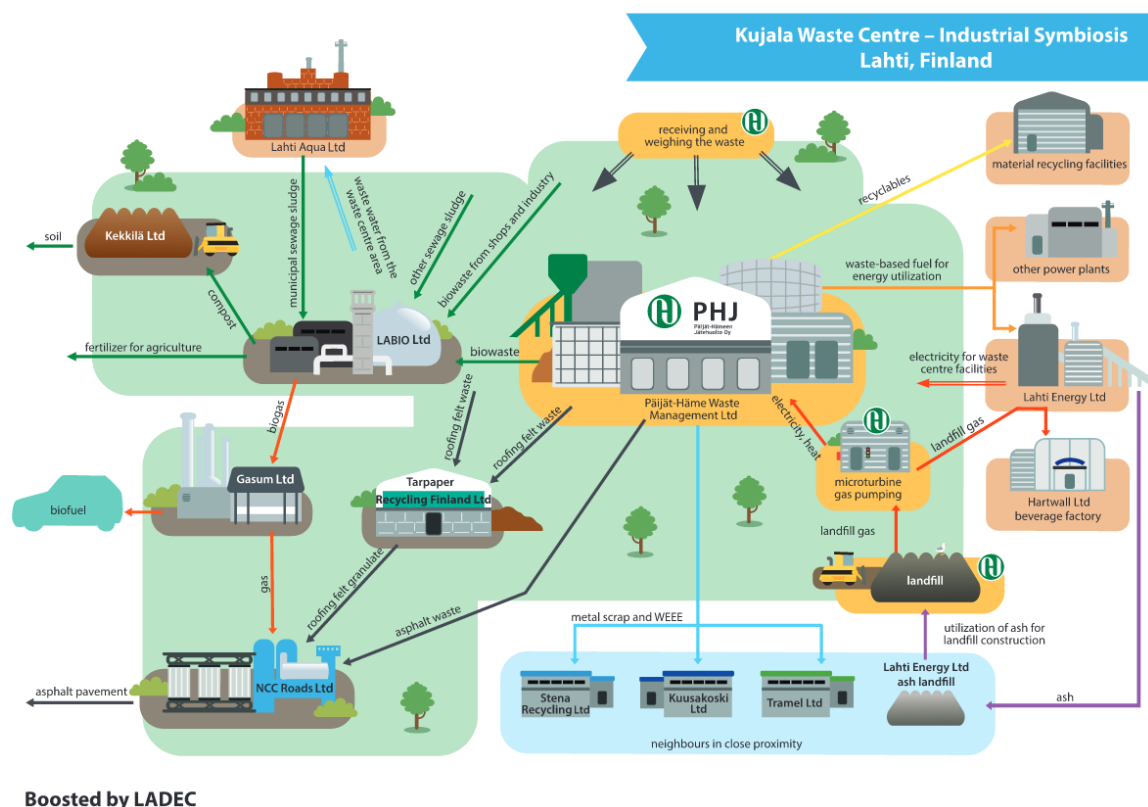 Kujala Waste Centre – Industrial Symbiosis
Lahti, Finland
Lahti Aqua Ltd
receiving and
weighing the waste
material recycling facilities
recyclables
Kekkilä Ltd
soil
compost
municipal sewage sludge
waste water from the
waste centre area
other sewage sludge
biowaste from shops and industry
waste-based fuel for
energy utilization
other power plants
PHJ
Päijät-Hämeen
Jätehuolto Oy
LABIO Ltd
biowaste
fertilizer for agriculture
electricity for waste
centre facilities
Lahti Energy Ltd
Päijät-Häme Waste
Management Ltd
biogas
roofing felt waste
roofing felt waste
electricity, heat
landfill gas
microturbine
gas pumping
Hartwall Ltd
beverage factory
Gasum Ltd
biofuel
Tarpaper
Recycling Finland Ltd
landfill gas
landfill
gas
roofing felt granulate
asphalt waste
metal scrap and WEEE
utilization of ash for
landfill construction
Lahti Energy Ltd
ash landfill
ash
NCC Roads Ltd
asphalt pavement
Stena
Recycling Ltd
Kuusakoski
Ltd
Tramel Ltd
neighbours in close proximity
Boosted by LADEC